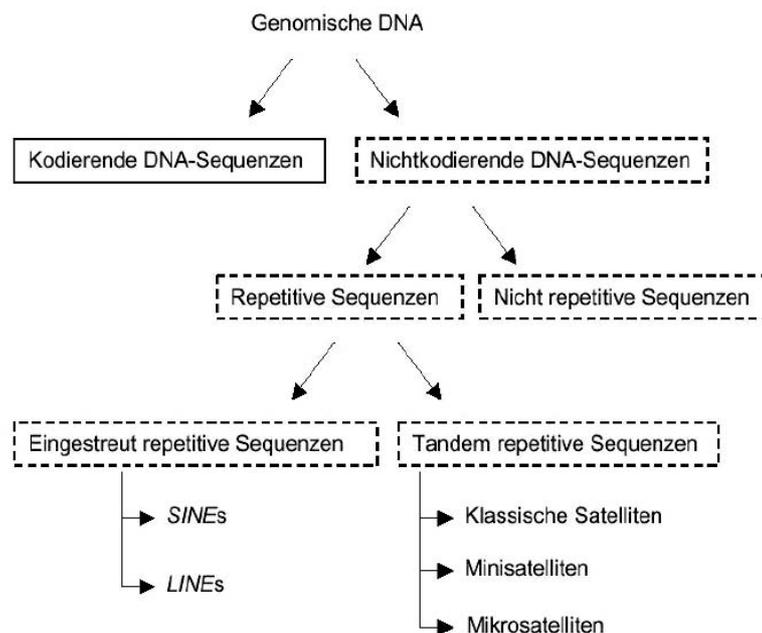 Genomische DNA
Kodierende DNA-Sequenzen
Nichtkodierende DNA-Sequenzen
Repetitive Sequenzen
Nicht repetitive Sequenzen
Eingestreut repetitive Sequenzen
Tandem repetitive Sequenzen
SINEs
LINEs
Klassische Satelliten
Minisatelliten
Mikrosatelliten